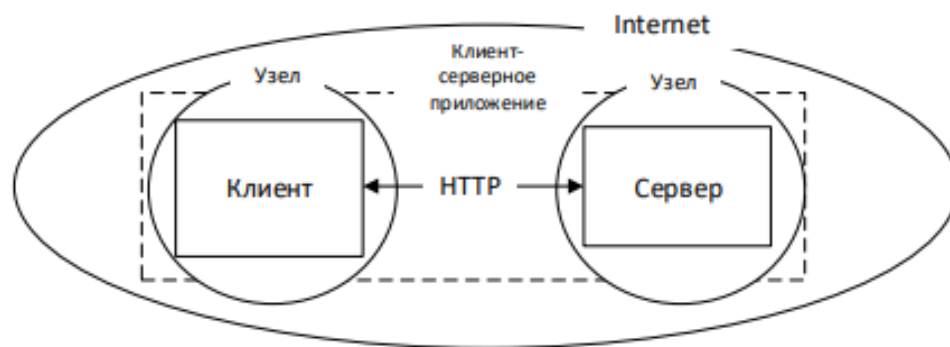 Internet
Клиент-
серверное
приложение
Узел
Узел
Клиент
HTTP
Сервер